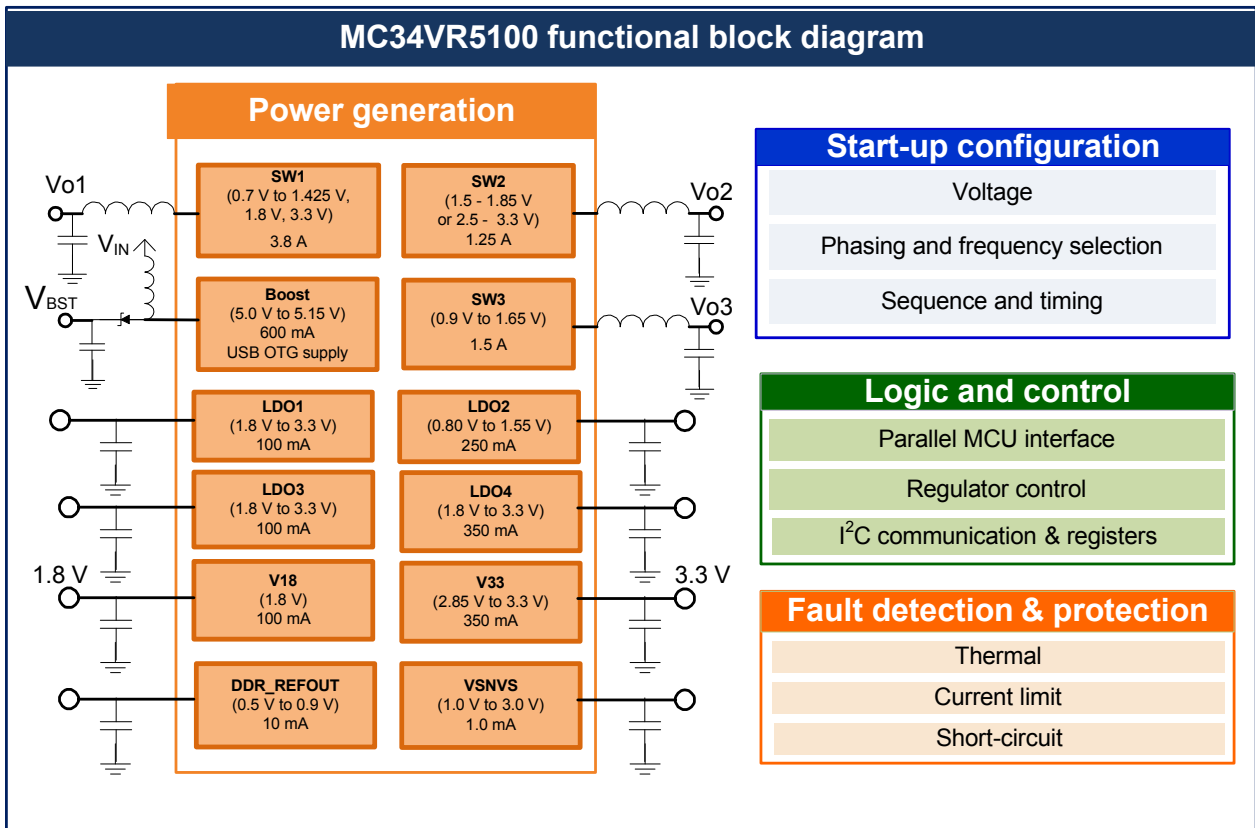 MC34VR5100 functional block diagram
Power generation
Vo1
SW1
(0.7 V to 1.425 V,
1.8 V, 3.3 V)
3.8 A
SW2
(1.5 - 1.85 V
or 2.5 - 3.3 V)
1.25 A
Vo2
VIN
VBST
Boost
(5.0 V to 5.15 V)
600 mA
USB OTG supply
SW3
(0.9 V to 1.65 V)
1.5 A
Vo3
LDO1
(1.8 V to 3.3 V)
100 mA
LDO2
(0.80 V to 1.55 V)
250 mA
LDO3
(1.8 V to 3.3 V)
100 mA
LDO4
(1.8 V to 3.3 V)
350 mA
1.8 V
V18
(1.8 V)
100 mA
V33
(2.85 V to 3.3 V)
350 mA
3.3 V
DDR_REFOUT
(0.5 V to 0.9 V)
10 mA
VSNVS
(1.0 V to 3.0 V)
1.0 mA
Start-up configuration
Voltage
Phasing and frequency selection
Sequence and timing
Logic and control
Parallel MCU interface
Regulator control
I²C communication & registers
Fault detection & protection
Thermal
Current limit
Short-circuit